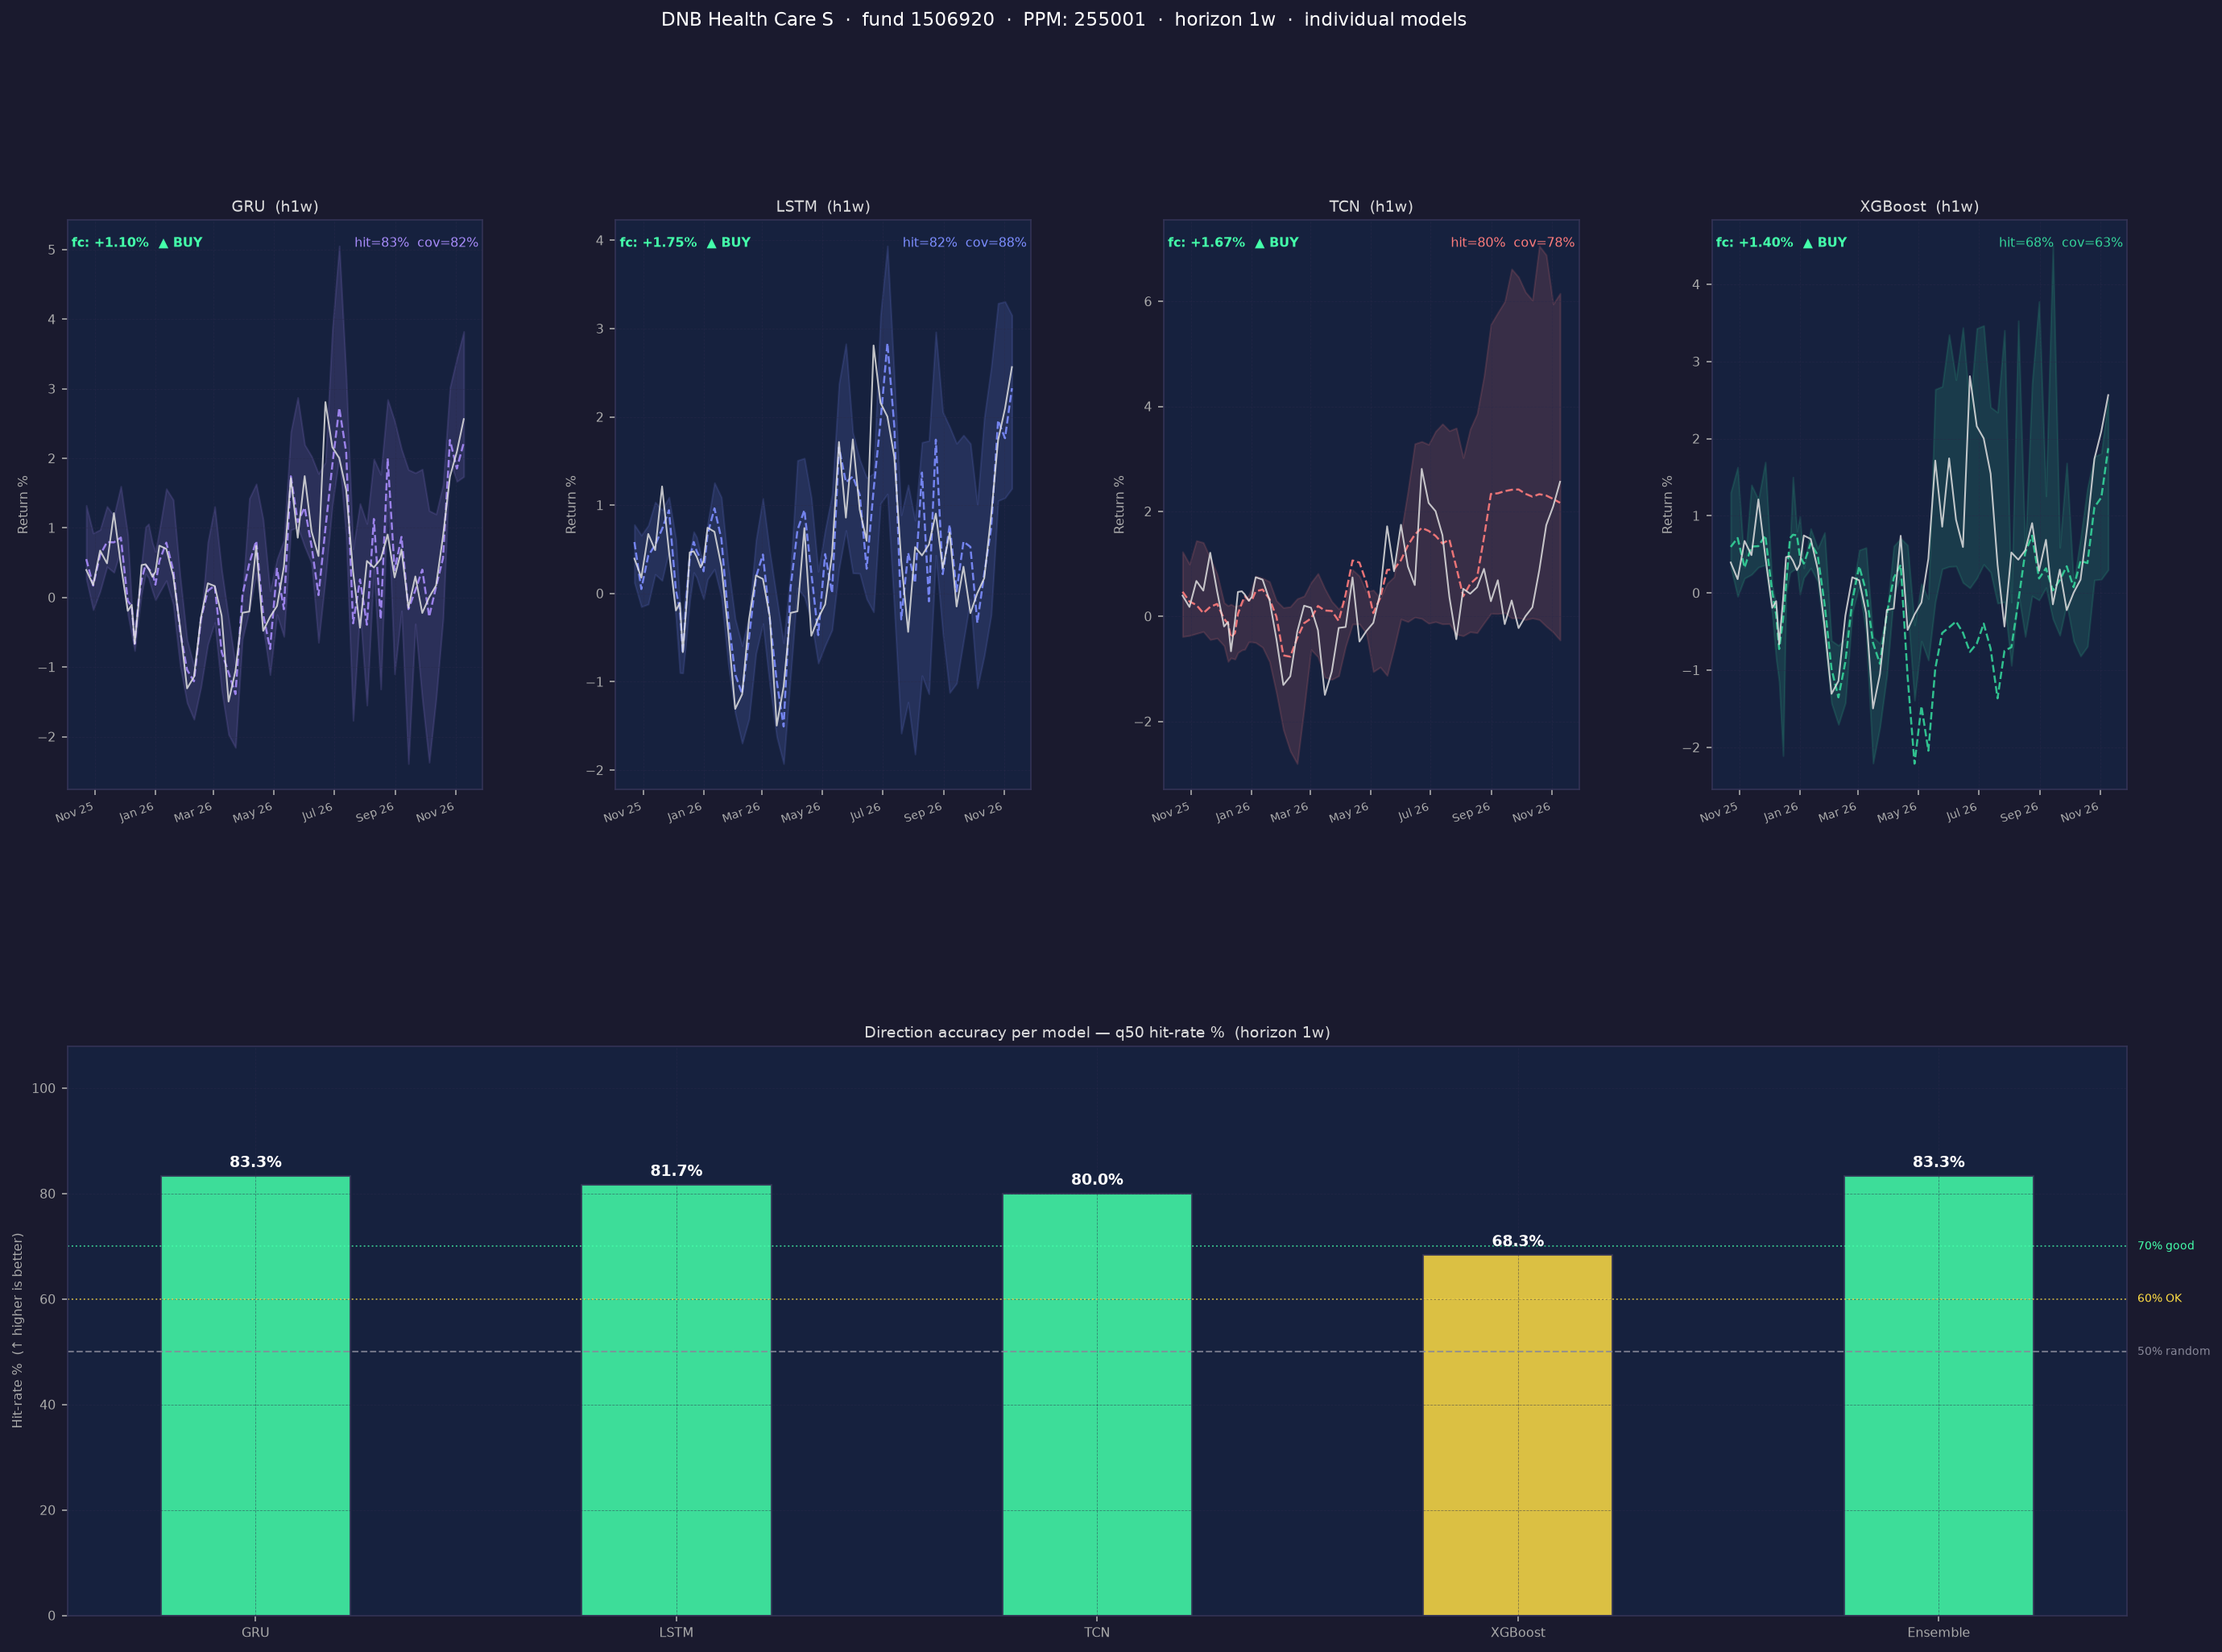 DNB Health Care S · fund 1506920 · PPM: 255001 · horizon 1w · individual models
GRU (h1w)
fc: +1.10% ▲ BUY
hit=83% cov=82%
Return %
5
4
3
2
1
0
−1
−2
Nov 25
Jan 26
Mar 26
May 26
Jul 26
Sep 26
Nov 26
LSTM (h1w)
fc: +1.75% ▲ BUY
hit=82% cov=88%
Return %
4
3
2
1
0
−1
−2
Nov 25
Jan 26
Mar 26
May 26
Jul 26
Sep 26
Nov 26
TCN (h1w)
fc: +1.67% ▲ BUY
hit=80% cov=78%
Return %
6
4
2
0
−2
Nov 25
Jan 26
Mar 26
May 26
Jul 26
Sep 26
Nov 26
XGBoost (h1w)
fc: +1.40% ▲ BUY
hit=68% cov=63%
Return %
4
3
2
1
0
−1
−2
Nov 25
Jan 26
Mar 26
May 26
Jul 26
Sep 26
Nov 26
Direction accuracy per model — q50 hit-rate % (horizon 1w)
Hit-rate % (↑ higher is better)
100
80
60
40
20
0
83.3%
81.7%
80.0%
68.3%
83.3%
70% good
60% OK
50% random
GRU
LSTM
TCN
XGBoost
Ensemble